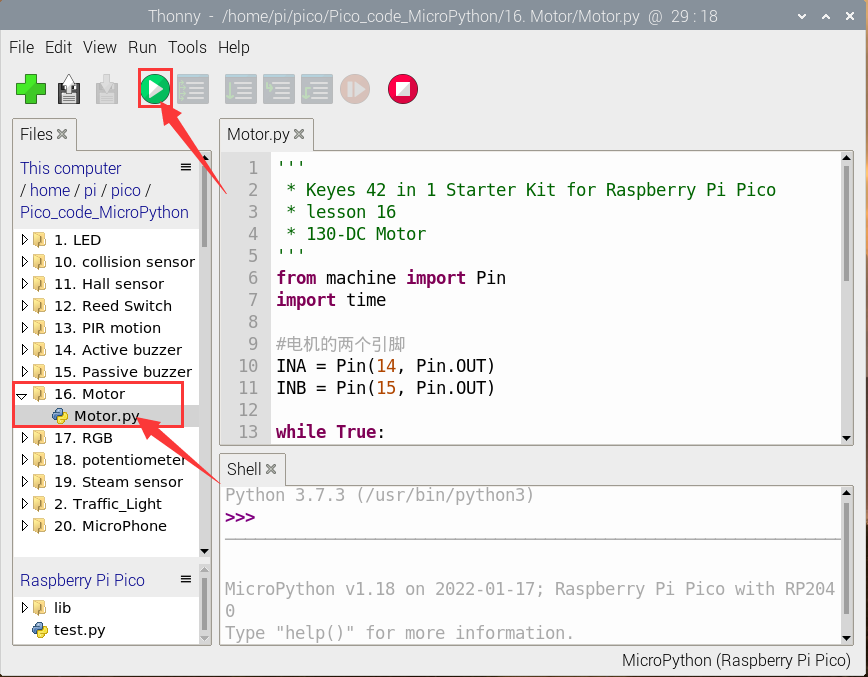 Thonny - /home/pi/pico/Pico_code_MicroPython/16. Motor/Motor.py @ 29 : 18
File Edit View Run Tools Help
Files
This computer
/ home / pi / pico /
Pico_code_MicroPython
1. LED
10. collision sensor
11. Hall sensor
12. Reed Switch
13. PIR motion
14. Active buzzer
15. Passive buzzer
16. Motor
Motor.py
17. RGB
18. potentiometer
19. Steam sensor
2. Traffic_Light
20. MicroPhone
Raspberry Pi Pico
lib
test.py
Motor.py
1 '''
2 * Keyes 42 in 1 Starter Kit for Raspberry Pi Pico
3 * lesson 16
4 * 130-DC Motor
5 '''
6 from machine import Pin
7 import time
8
9 #电机的两个引脚
10 INA = Pin(14, Pin.OUT)
11 INB = Pin(15, Pin.OUT)
12
13 while True:
Shell
Python 3.7.3 (/usr/bin/python3)
>>>
MicroPython v1.18 on 2022-01-17; Raspberry Pi Pico with RP204
0
Type "help()" for more information.
MicroPython (Raspberry Pi Pico)